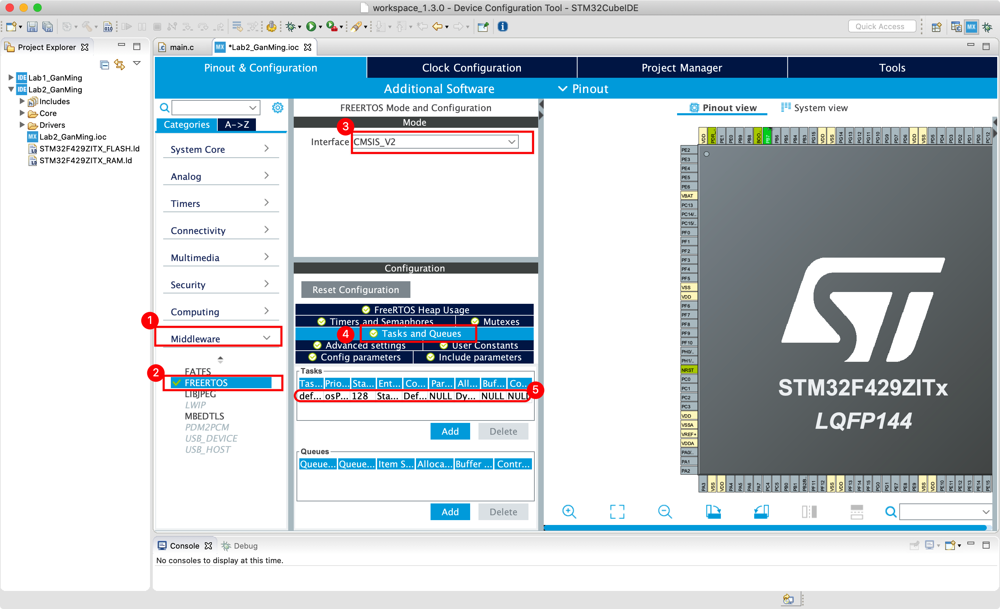 workspace_1.3.0 - Device Configuration Tool - STM32CubeIDE
010
Quick Access
MX
Project Explorer
main.c
MX *Lab2_GanMing.ioc
IDE Lab1_GanMing
IDE Lab2_GanMing
Includes
Core
Drivers
MX Lab2_GanMing.ioc
STM32F429ZITX_FLASH.ld
STM32F429ZITX_RAM.ld
Pinout & Configuration
Clock Configuration
Project Manager
Tools
Additional Software
Pinout
Categories
A->Z
System Core
Analog
Timers
Connectivity
Multimedia
Security
Computing
1
Middleware
FATFS
2
FREERTOS
LIBJPEG
LWIP
MBEDTLS
PDM2PCM
USB_DEVICE
USB_HOST
FREERTOS Mode and Configuration
Mode
3
Interface CMSIS_V2
Configuration
Reset Configuration
FreeRTOS Heap Usage
Timers and Semaphores
Mutexes
4
Tasks and Queues
Advanced settings
User Constants
Config parameters
Include parameters
Tasks
Tas... Prio... Sta... Ent... Co... Par... All... Buf... Co...
def... osP... 128 Sta... Def... NULL Dy... NULL NULL
5
Add
Delete
Queues
Queue... Queue... Item S... Alloca... Buffer ... Contr...
Add
Delete
Pinout view
System view
VDD PDR_.. PE1 PE0 PB9 PB8 BOO.. PB7 PB6 PB5 PB4 PB3 PG15 VDD VSS PG14 PG13 PG12 PG11 PG10 PG9 PD7 PD6 VDD VSS PD5 PD4 PD3 PD2 PD1 PD0 PC12
PE2
PE3
PE4
PE5
PE6
VBAT
PC13
PC14/..
PC15/..
PF0
PF1
PF2
PF3
PF4
PF5
VSS
VDD
PF6
PF7
PF8
PF9
PF10
PH0/..
PH1/..
NRST
PC0
PC1
PC2
PC3
VDD
VSSA
VREF+
VDDA
PA0/..
PA1
PA2
STM32F429ZITx
LQFP144
PA3 VSS VDD PA4 PA5 PA6 PA7 PC4 PC5 PB0 PB1 PB2/B.. PF11 PF12 VSS VDD PF13 PF14 PF15 PG0 PG1 PE7 PE8 PE9 VSS VDD PE10 PE11 PE12 PE13 PE14 PE15
Console
Debug
No consoles to display at this time.